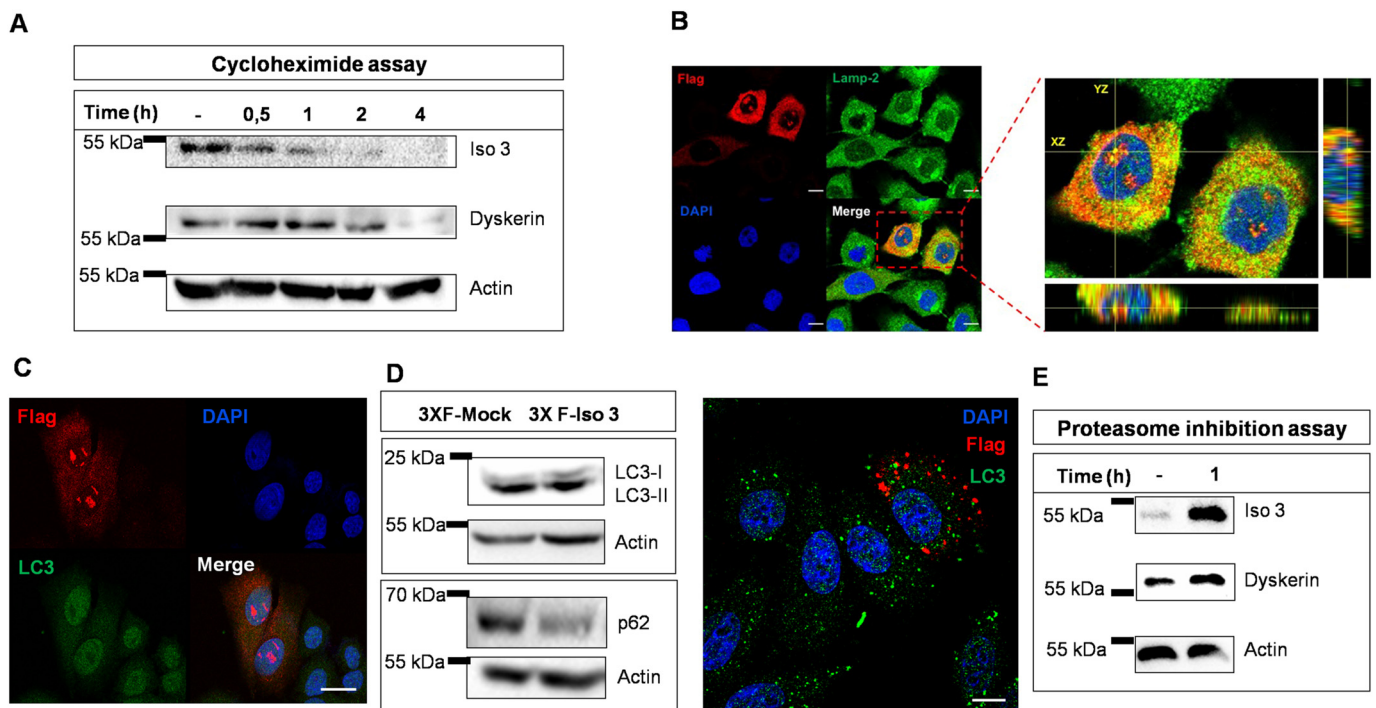 A
Cycloheximide assay
Time (h) - 0,5 1 2 4
55 kDa
Iso 3
Dyskerin
55 kDa
55 kDa
Actin
B
Flag
Lamp-2
DAPI
Merge
YZ
XZ
C
Flag
DAPI
LC3
Merge
D
3XF-Mock 3X F-Iso 3
25 kDa
LC3-I
LC3-II
55 kDa
Actin
70 kDa
p62
55 kDa
Actin
DAPI
Flag
LC3
E
Proteasome inhibition assay
Time (h) - 1
55 kDa
Iso 3
Dyskerin
55 kDa
55 kDa
Actin